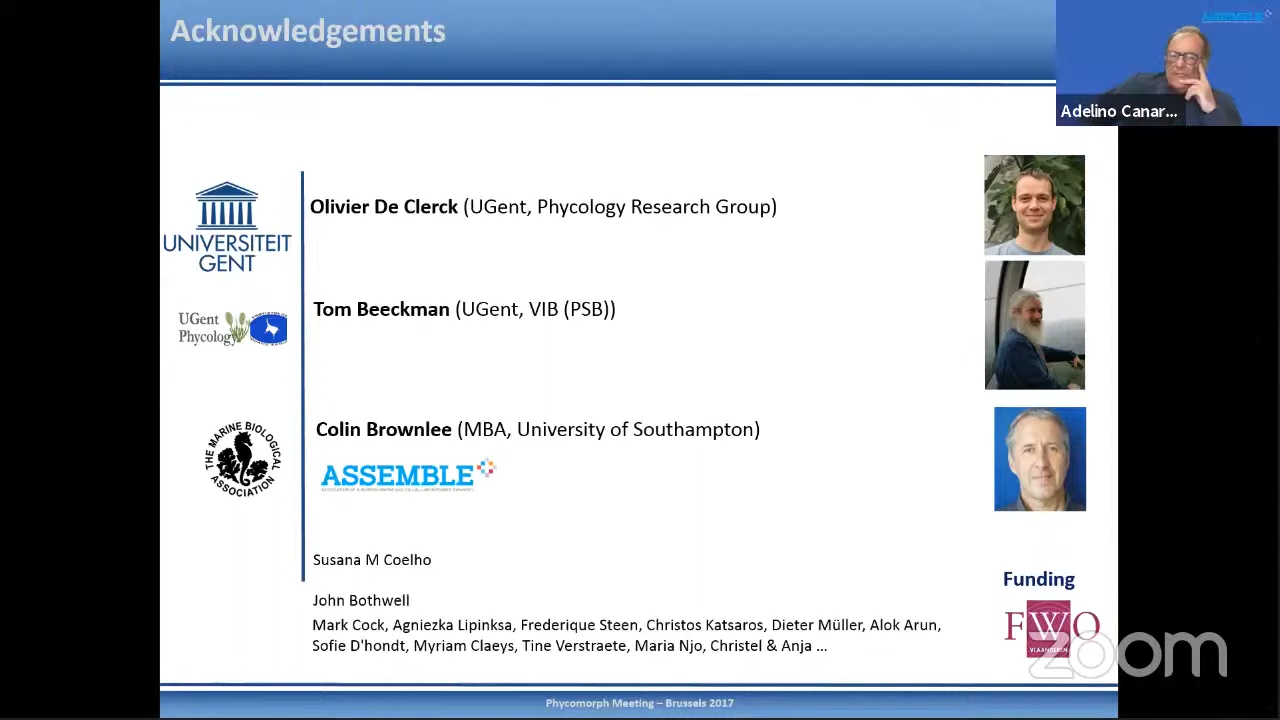 Acknowledgements
Adelino Canar...
UNIVERSITEIT
GENT
Olivier De Clerck (UGent, Phycology Research Group)
UGent
Phycology
Tom Beeckman (UGent, VIB (PSB))
THE MARINE BIOLOGICAL
ASSOCIATION
Colin Brownlee (MBA, University of Southampton)
ASSEMBLE
Susana M Coelho
John Bothwell
Mark Cock, Agniezka Lipinksa, Frederique Steen, Christos Katsaros, Dieter Müller, Alok Arun,
Sofie D'hondt, Myriam Claeys, Tine Verstraete, Maria Njo, Christel & Anja ...
Funding
FWO
VLAANDEREN
zoom
Phycomorph Meeting – Brussels 2017